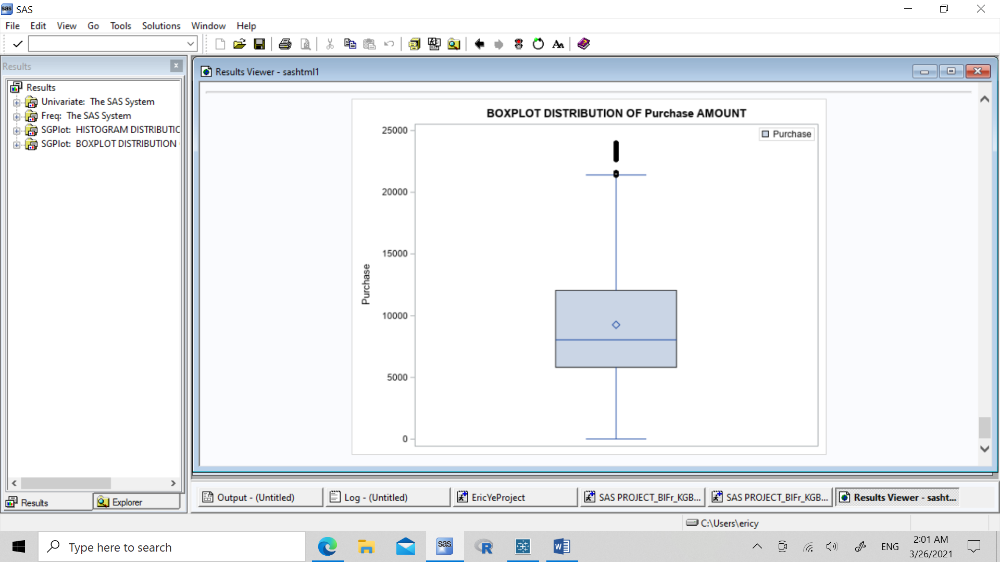 SAS
File Edit View Go Tools Solutions Window Help
Results
Results
Univariate: The SAS System
Freq: The SAS System
SGPlot: HISTOGRAM DISTRIBUTIC
SGPlot: BOXPLOT DISTRIBUTION
Results
Explorer
Results Viewer - sashtml1
BOXPLOT DISTRIBUTION OF Purchase AMOUNT
Purchase
25000
20000
15000
10000
5000
0
Purchase
Output - (Untitled)
Log - (Untitled)
EricYeProject
SAS PROJECT_BIFr_KGB...
SAS PROJECT_BIFr_KGB...
Results Viewer - sasht...
C:\Users\ericy
Type here to search
sas
R
W
ENG
2:01 AM
3/26/2021